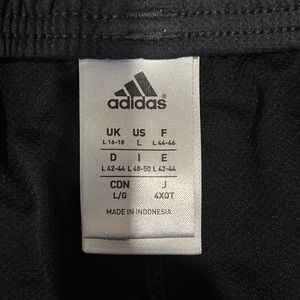 adidas
UK US F
L 16-18 L L 44-46
D I E
L 42-44 L 48-50 L 42-44
CDN J
L/G 4XOT
MADE IN INDONESIA